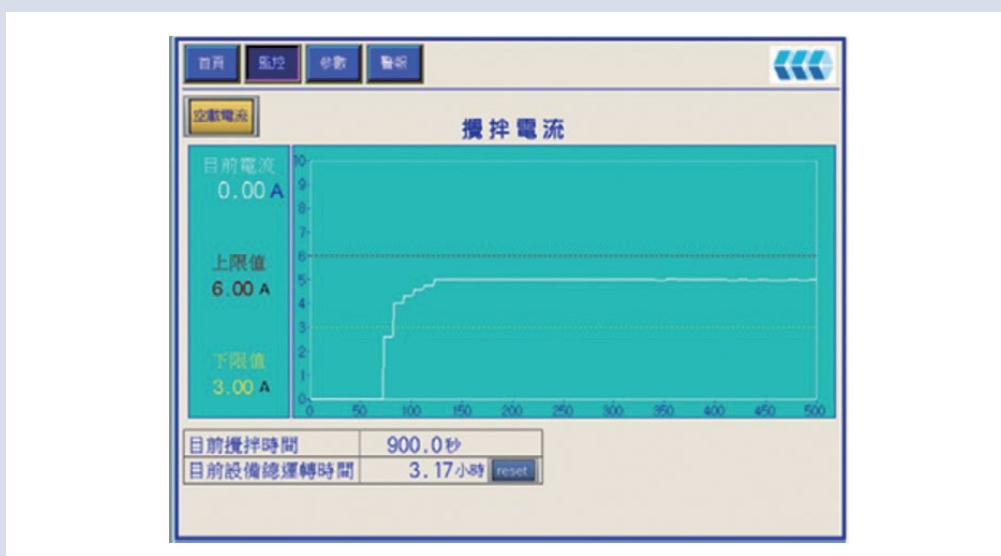 首頁 監控 參數 警報
空載電流
攪拌電流
目前電流
0.00 A
上限值
6.00 A
下限值
3.00 A
10
9
8
7
6
5
4
3
2
1
0
0 50 100 150 200 250 300 350 400 450 500
目前攪拌時間 900.0秒
目前設備總運轉時間 3.17小時 reset